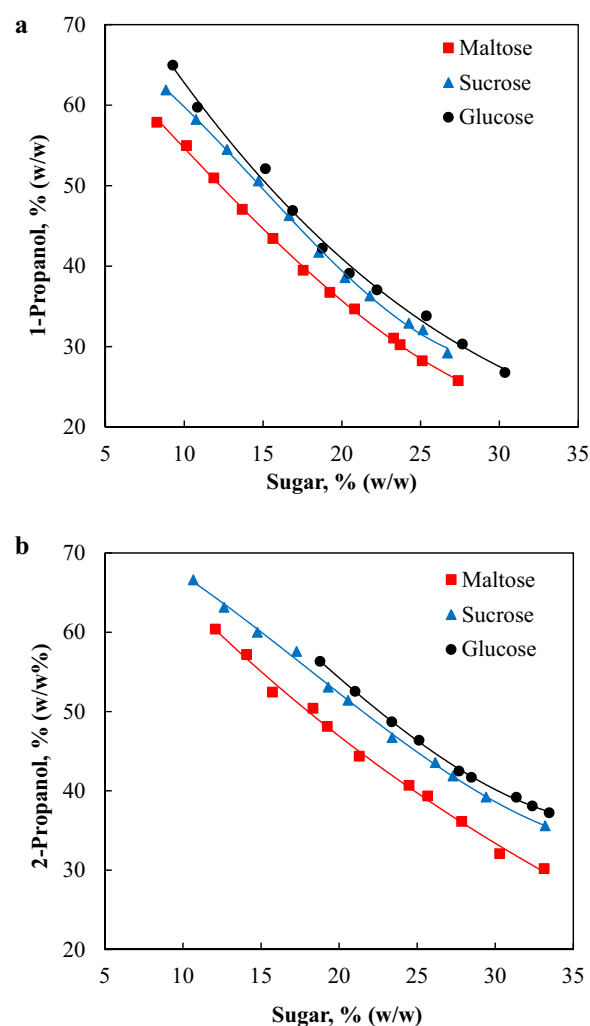 a
70
60
50
40
30
20
1-Propanol, % (w/w)
Maltose
Sucrose
Glucose
5 10 15 20 25 30 35
Sugar, % (w/w)
b
70
60
50
40
30
20
2-Propanol, % (w/w%)
Maltose
Sucrose
Glucose
5 10 15 20 25 30 35
Sugar, % (w/w)